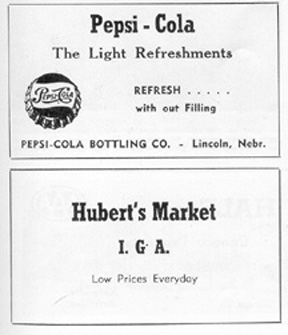 Pepsi - Cola
The Light Refreshments
PEPSI-COLA
REFRESH . . . . .
with out Filling
PEPSI-COLA BOTTLING CO. - Lincoln, Nebr.
Hubert's Market
I. G. A.
Low Prices Everyday